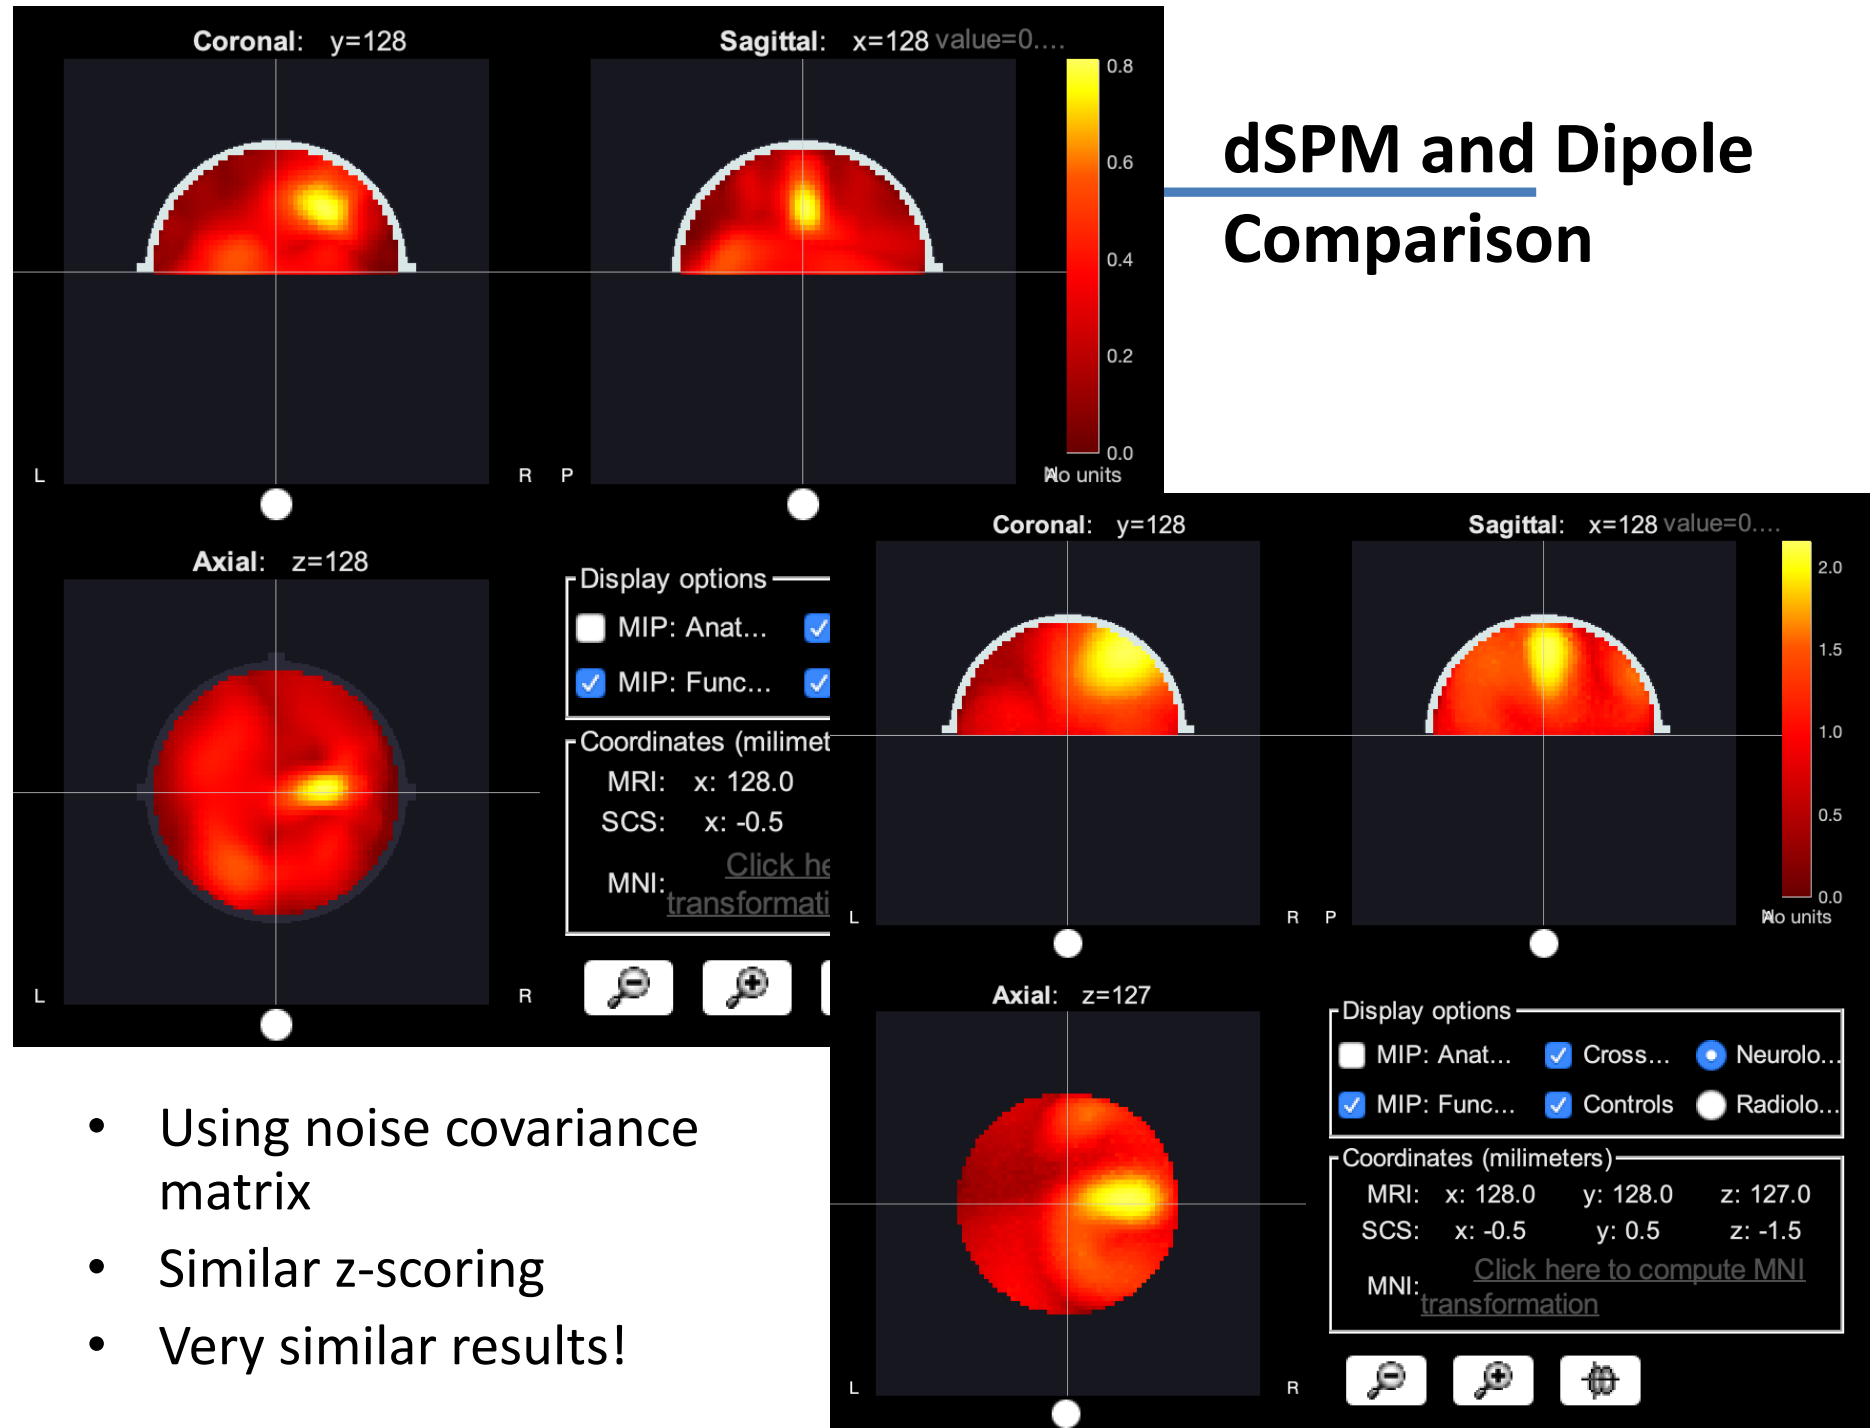 dSPM and Dipole
Comparison
Coronal: y=128
Sagittal: x=128 value=0....
0.8
0.6
0.4
0.2
0.0
No units
L
R
P
Axial: z=128
L
R
Display options
MIP: Anat...
MIP: Func...
Coordinates (milimet
MRI: x: 128.0
SCS: x: -0.5
MNI: Click he
transformati
Coronal: y=128
Sagittal: x=128 value=0....
2.0
1.5
1.0
0.5
0.0
No units
L
R
P
Axial: z=127
L
R
Display options
MIP: Anat... Cross... Neurolo...
MIP: Func... Controls Radiolo...
Coordinates (milimeters)
MRI: x: 128.0 y: 128.0 z: 127.0
SCS: x: -0.5 y: 0.5 z: -1.5
MNI: Click here to compute MNI
transformation
• Using noise covariance
matrix
• Similar z-scoring
• Very similar results!